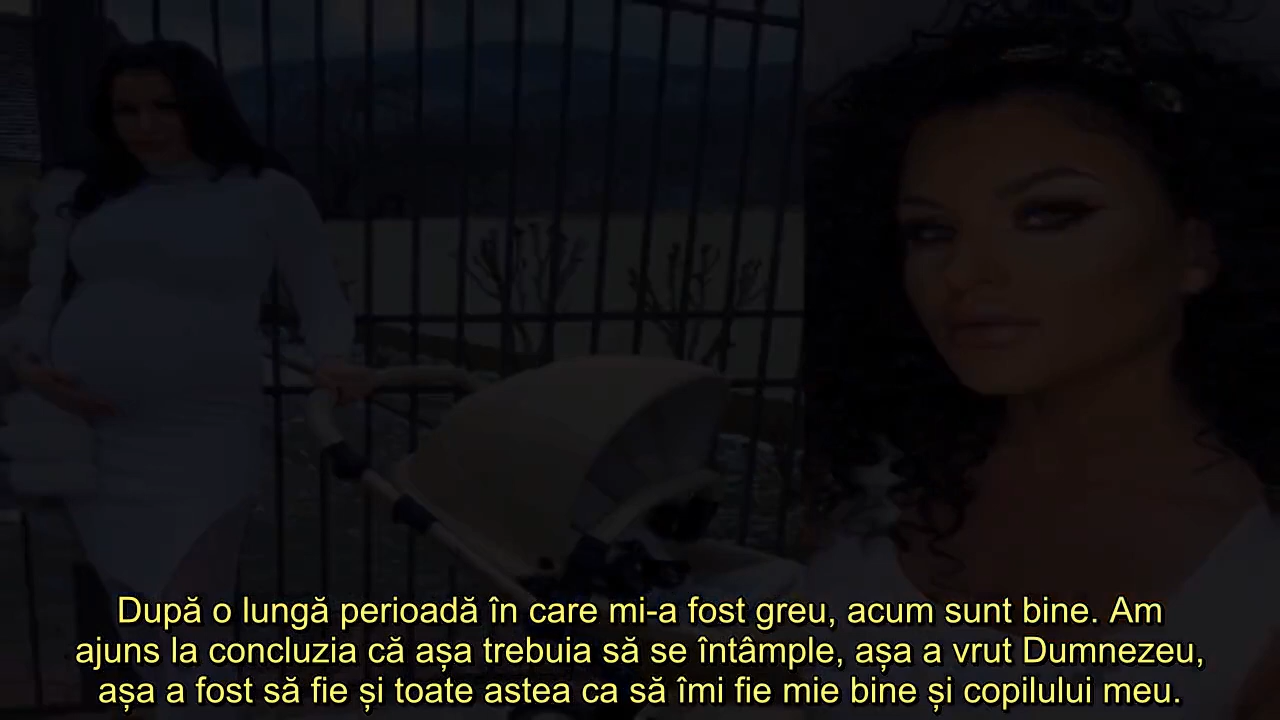 După o lungă perioadă în care mi-a fost greu, acum sunt bine. Am
ajuns la concluzia că așa trebuia să se întâmple, așa a vrut Dumnezeu,
așa a fost să fie și toate astea ca să îmi fie mie bine și copilului meu.